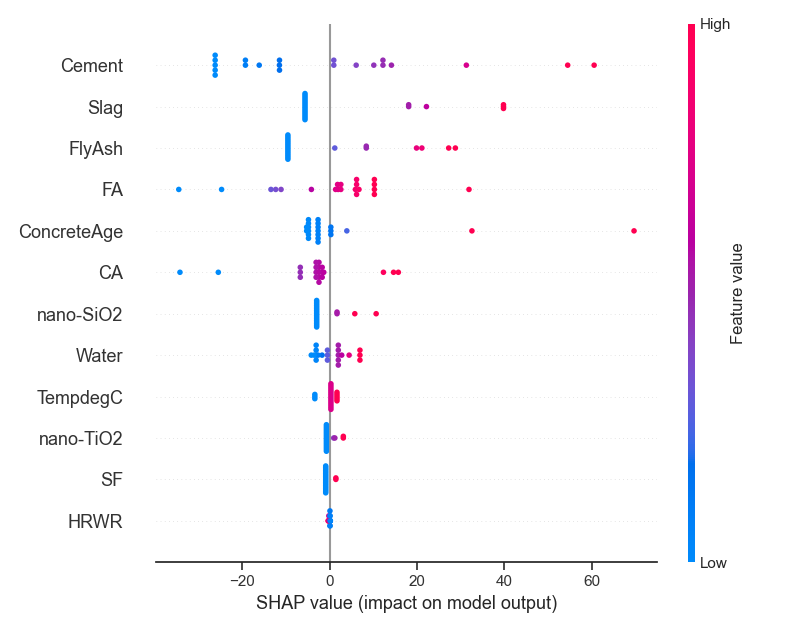 High
Cement
Slag
FlyAsh
FA
ConcreteAge
CA
nano-SiO2
Water
TempdegC
nano-TiO2
SF
HRWR
Feature value
Low
−20 0 20 40 60
SHAP value (impact on model output)